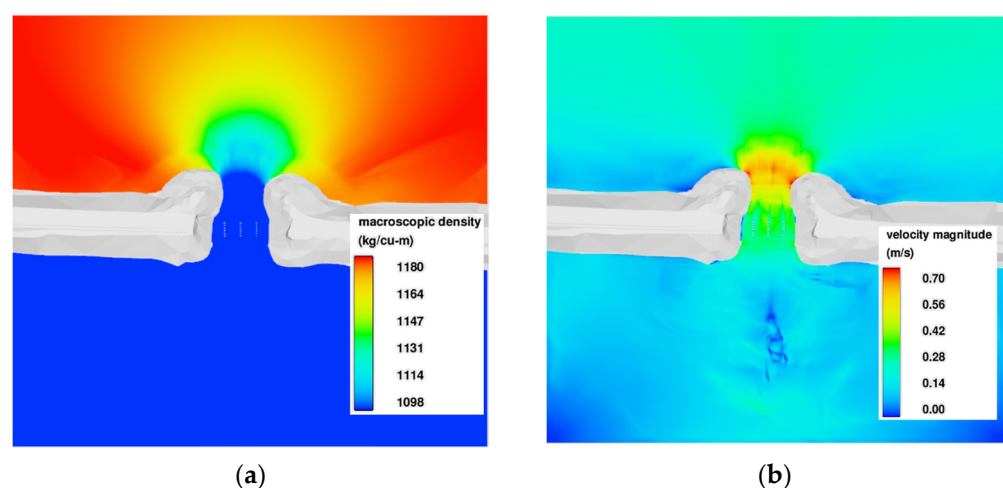 macroscopic density
(kg/cu-m)
1180
1164
1147
1131
1114
1098
velocity magnitude
(m/s)
0.70
0.56
0.42
0.28
0.14
0.00
(a)
(b)